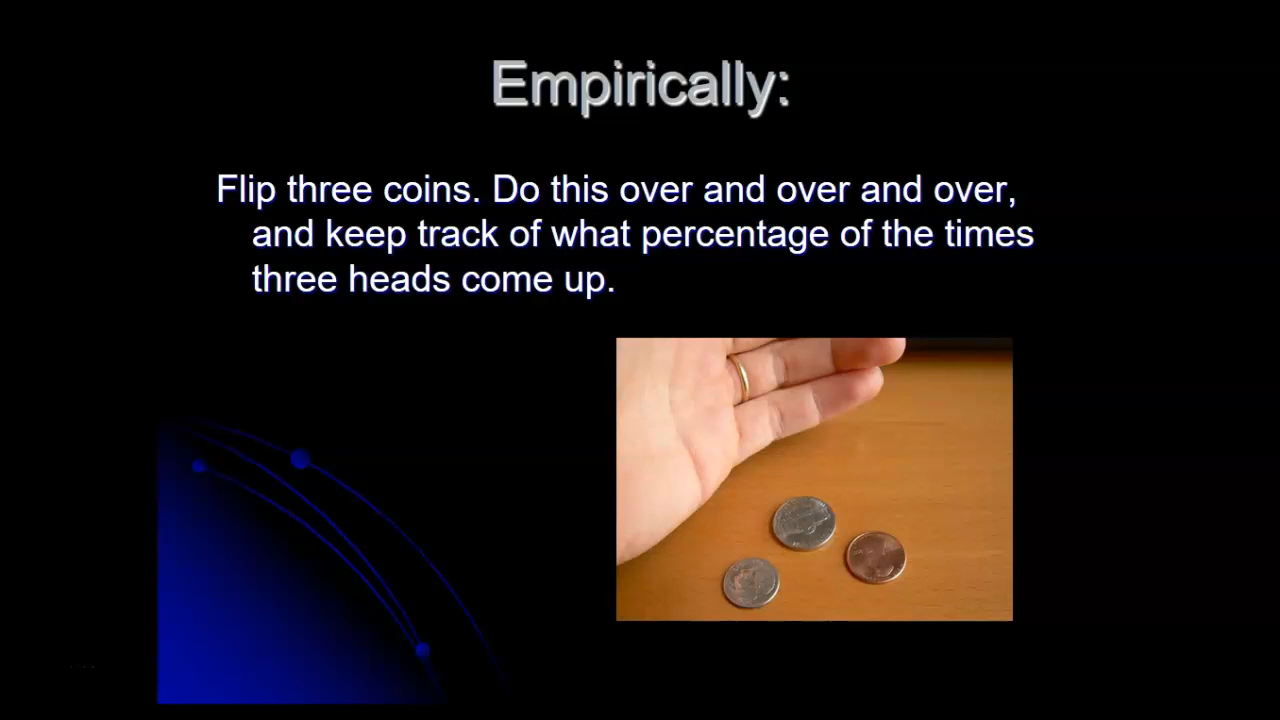 Empirically:
Flip three coins. Do this over and over and over,
and keep track of what percentage of the times
three heads come up.